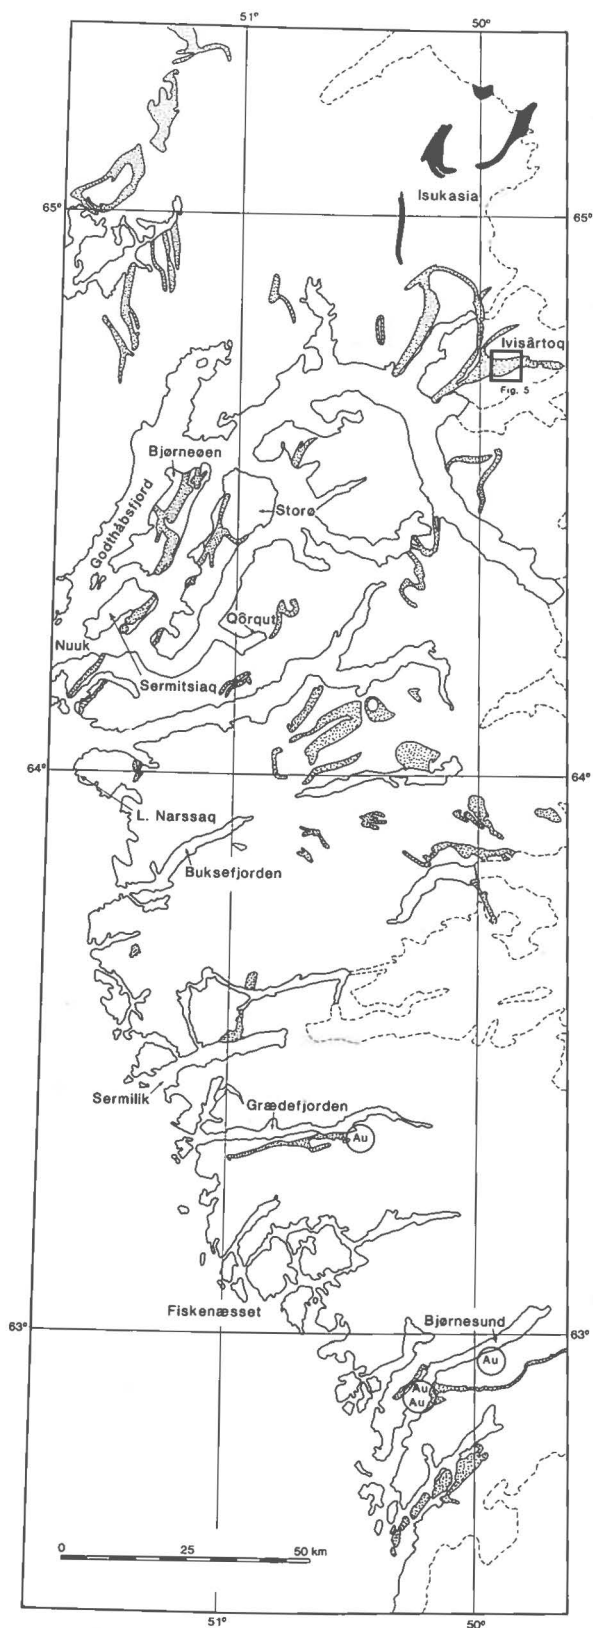 51° 50°
65° Isukasia 65°
Ivisârtoq
Fig. 5
Bjørneøen
Godthåbsfjord
Storø
Qôrqut
Nuuk
Sermitsiaq
64° 64°
L. Narssaq
Buksefjorden
Sermilik
Grædefjorden
Au
Fiskenæsset
Bjørnesund
63° 63°
Au
Au
Au
0 25 50 km
51° 50°